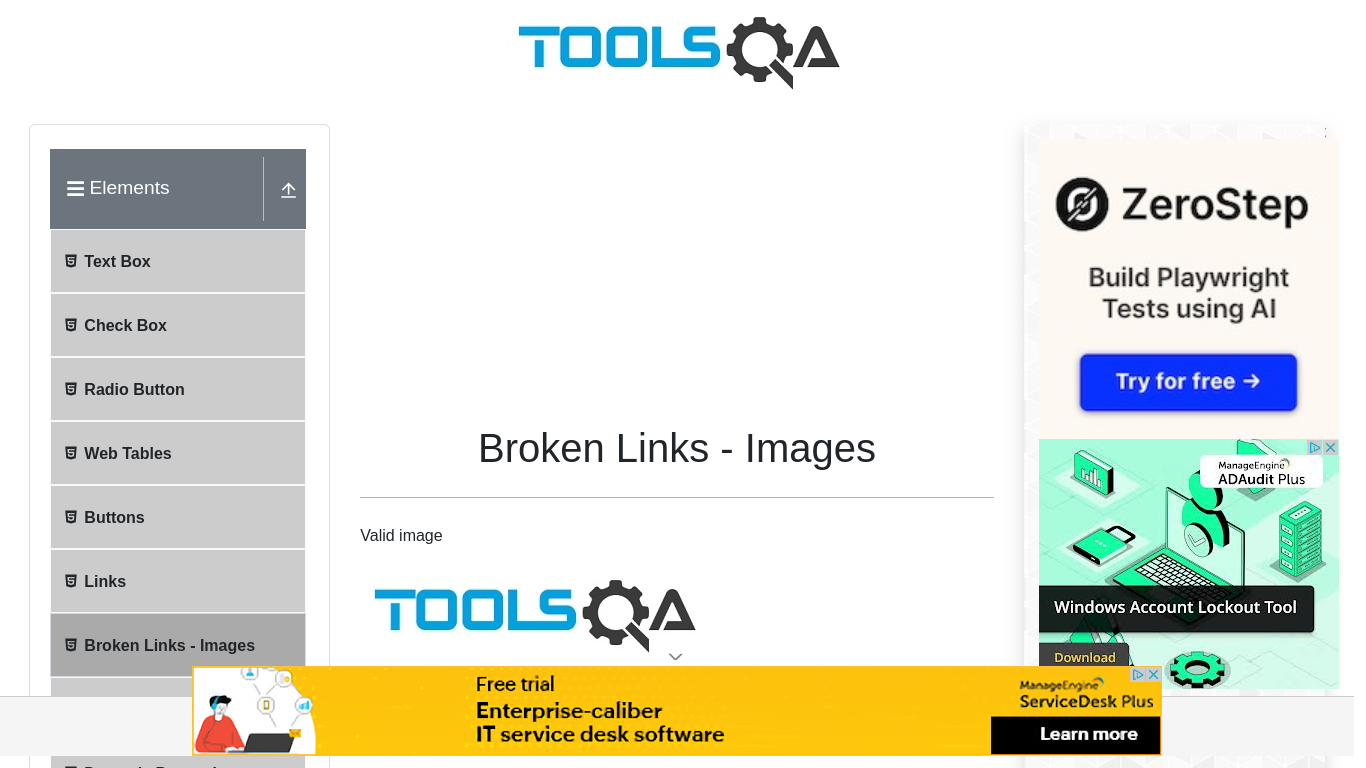 TOOLSQA
Elements
Text Box
Check Box
Radio Button
Web Tables
Buttons
Links
Broken Links - Images
Broken Links - Images
Valid image
TOOLSQA
ZeroStep
Build Playwright
Tests using AI
Try for free →
ManageEngine
ADAudit Plus
Windows Account Lockout Tool
Download
Free trial
Enterprise-caliber
IT service desk software
ManageEngine
ServiceDesk Plus
Learn more